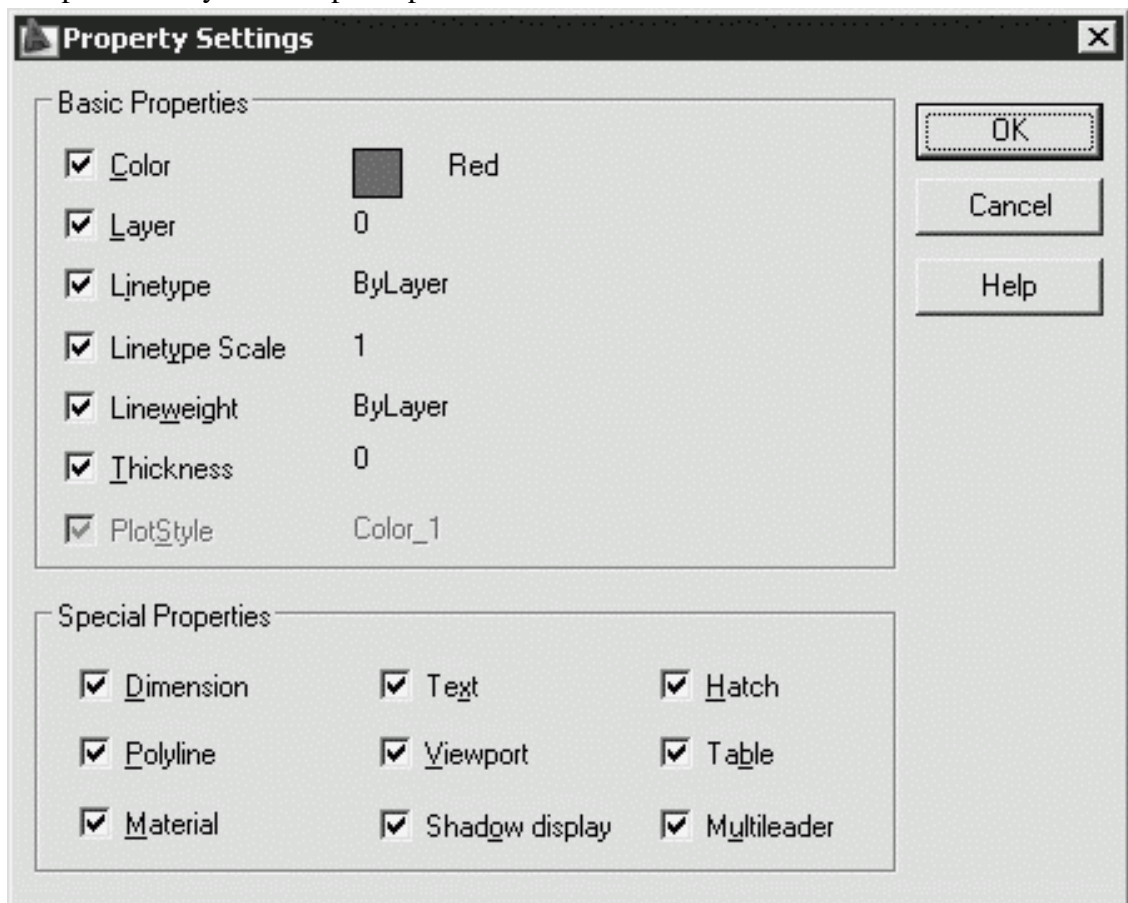 Property Settings
Basic Properties
Color Red
Layer 0
Linetype ByLayer
Linetype Scale 1
Lineweight ByLayer
Thickness 0
PlotStyle Color_1
OK
Cancel
Help
Special Properties
Dimension Text Hatch
Polyline Viewport Table
Material Shadow display Multileader